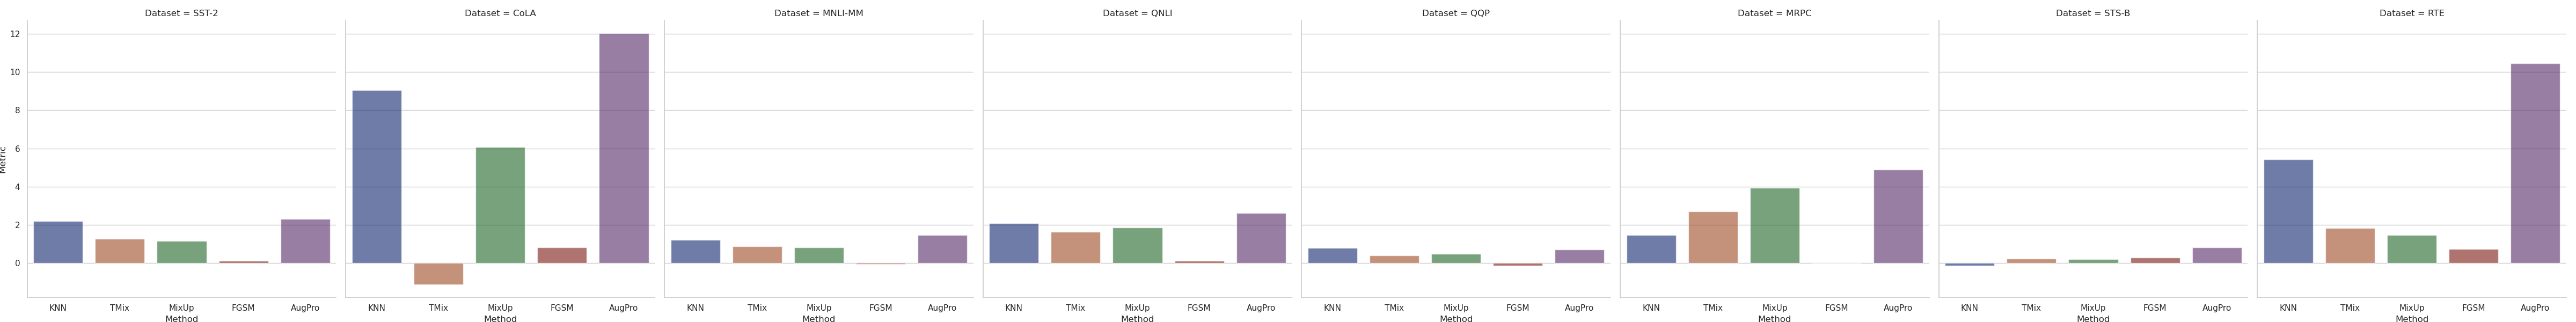 Dataset = SST-2
Dataset = CoLA
Dataset = MNLI-MM
Dataset = QNLI
Dataset = QQP
Dataset = MRPC
Dataset = STS-B
Dataset = RTE
12
10
8
6
4
2
0
Metric
KNN TMix MixUp FGSM AugPro
KNN TMix MixUp FGSM AugPro
KNN TMix MixUp FGSM AugPro
KNN TMix MixUp FGSM AugPro
KNN TMix MixUp FGSM AugPro
KNN TMix MixUp FGSM AugPro
KNN TMix MixUp FGSM AugPro
KNN TMix MixUp FGSM AugPro
Method
Method
Method
Method
Method
Method
Method
Method